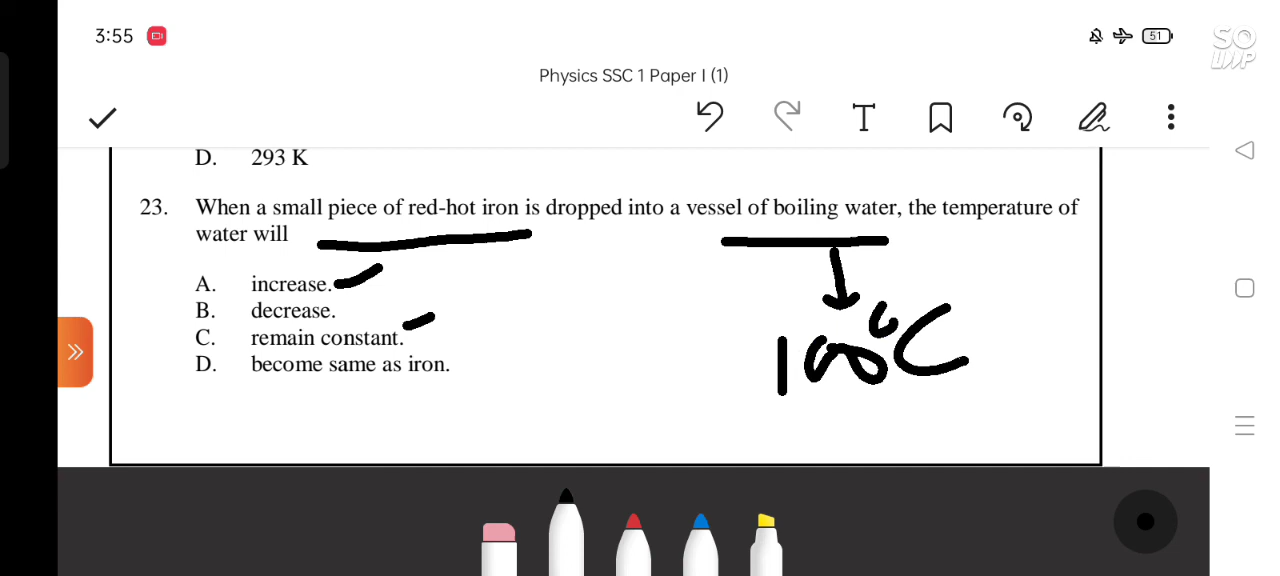 3:55
51
SO
LMP
Physics SSC 1 Paper I (1)
T
D. 293 K
23. When a small piece of red-hot iron is dropped into a vessel of boiling water, the temperature of
water will
A. increase.
B. decrease.
C. remain constant.
D. become same as iron.
100°C